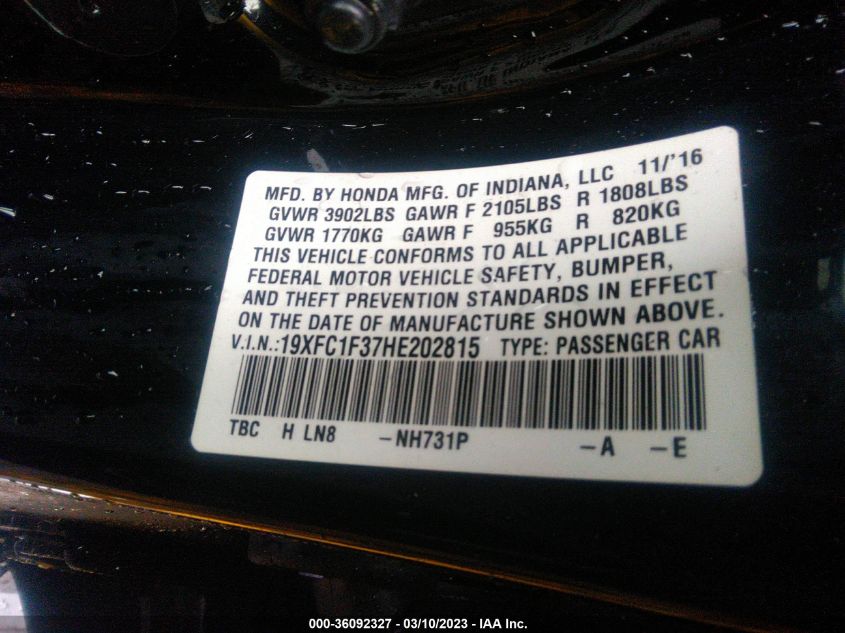 MFD. BY HONDA MFG. OF INDIANA, LLC 11/'16
GVWR 3902LBS GAWR F 2105LBS R 1808LBS
GVWR 1770KG GAWR F 955KG R 820KG
THIS VEHICLE CONFORMS TO ALL APPLICABLE
FEDERAL MOTOR VEHICLE SAFETY, BUMPER,
AND THEFT PREVENTION STANDARDS IN EFFECT
ON THE DATE OF MANUFACTURE SHOWN ABOVE.
V.I.N.:19XFC1F37HE202815 TYPE: PASSENGER CAR
TBC H LN8 -NH731P -A -E
000-36092327 - 03/10/2023 - IAA Inc.